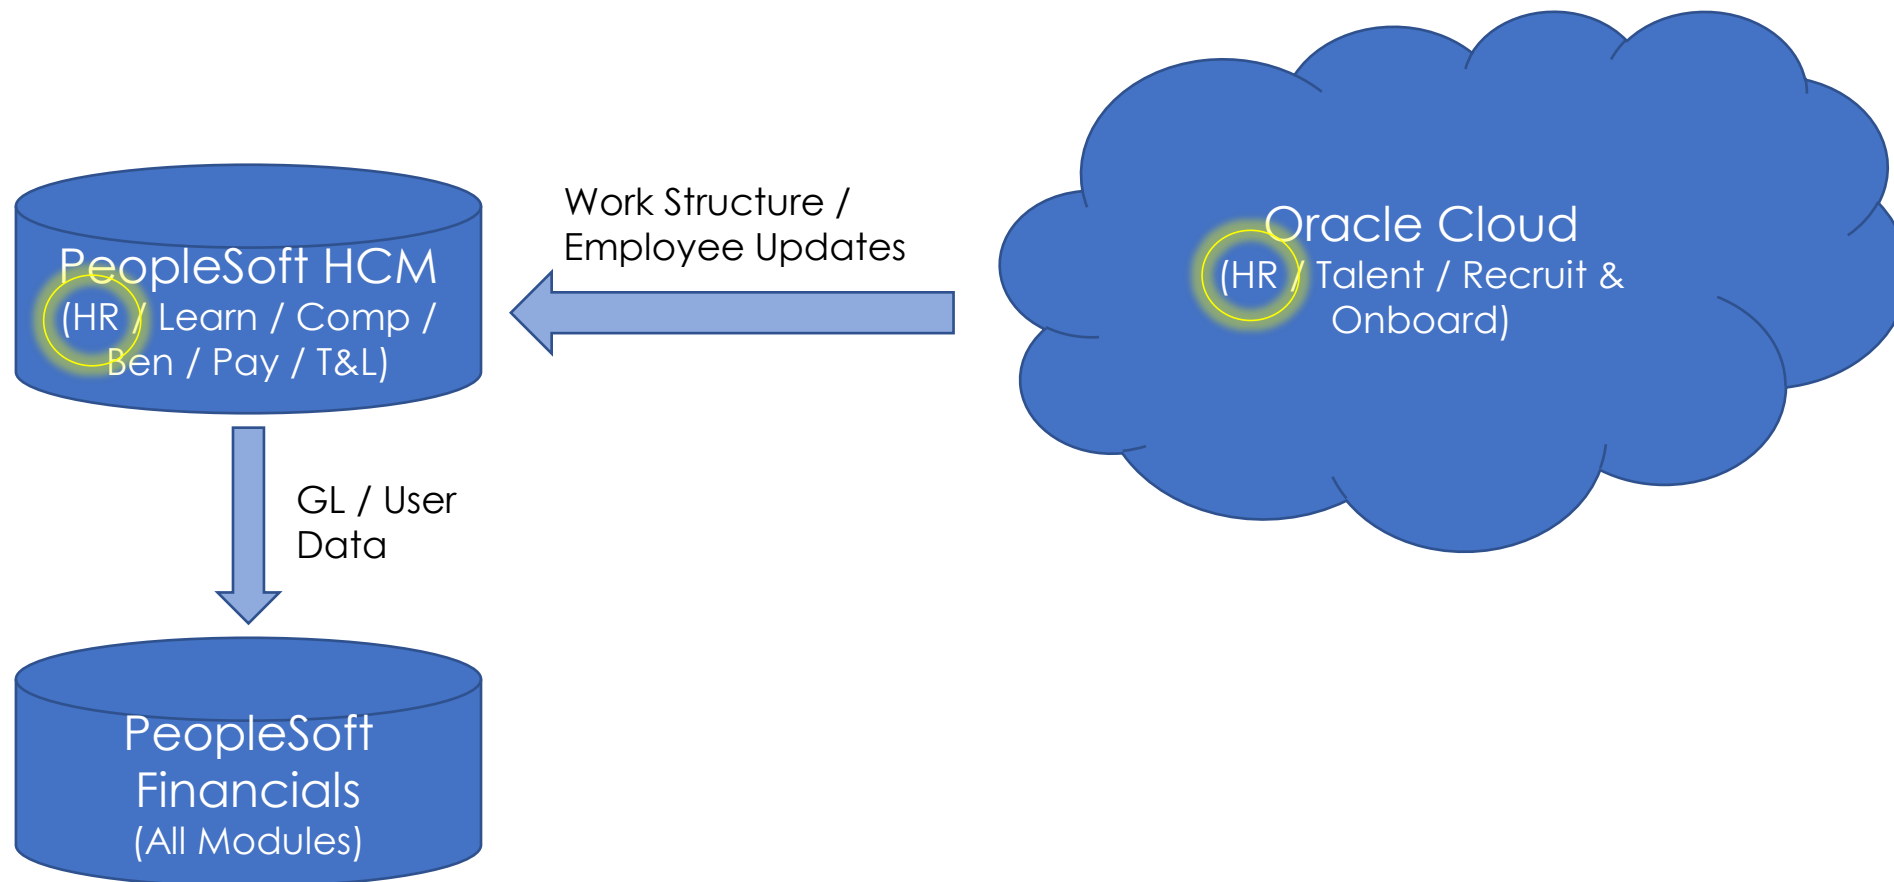 PeopleSoft HCM
(HR / Learn / Comp /
Ben / Pay / T&L)
Work Structure /
Employee Updates
Oracle Cloud
(HR / Talent / Recruit &
Onboard)
GL / User
Data
PeopleSoft
Financials
(All Modules)